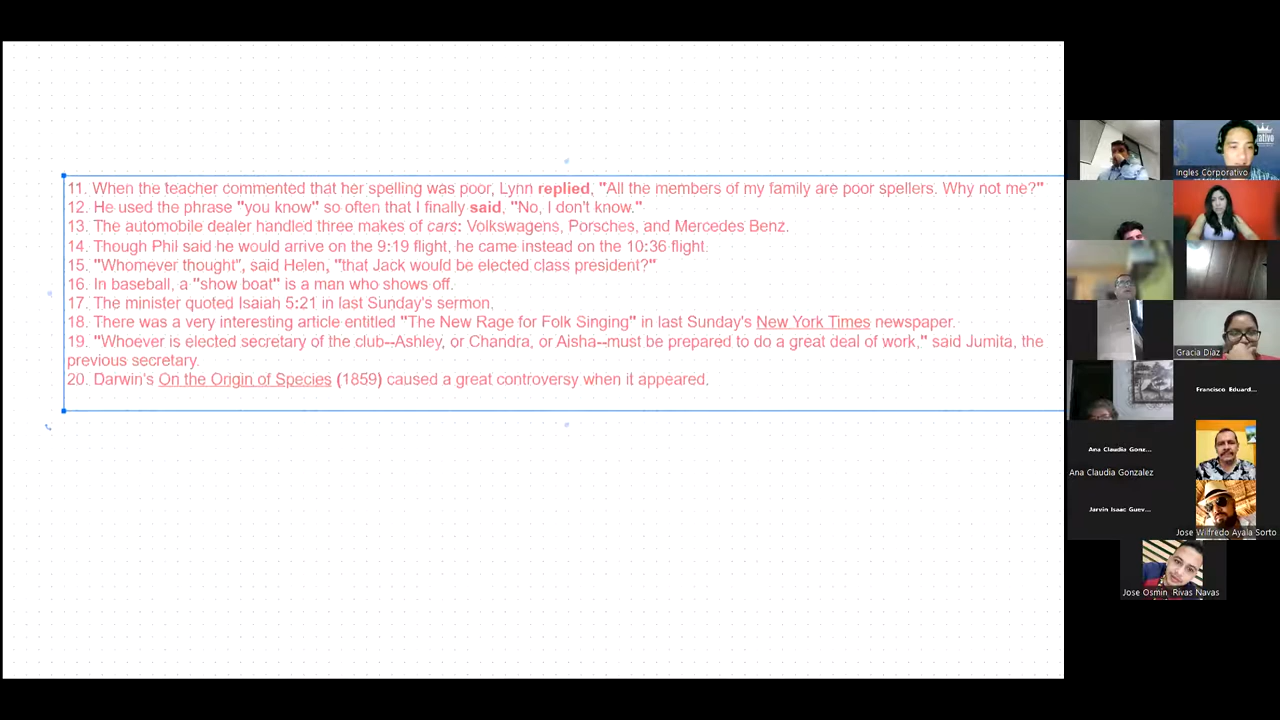 11. When the teacher commented that her spelling was poor, Lynn replied, "All the members of my family are poor spellers. Why not me?"
12. He used the phrase "you know" so often that I finally said, "No, I don't know."
13. The automobile dealer handled three makes of cars: Volkswagens, Porsches, and Mercedes Benz.
14. Though Phil said he would arrive on the 9:19 flight, he came instead on the 10:36 flight.
15. "Whomever thought", said Helen, "that Jack would be elected class president?"
16. In baseball, a "show boat" is a man who shows off.
17. The minister quoted Isaiah 5:21 in last Sunday's sermon.
18. There was a very interesting article entitled "The New Rage for Folk Singing" in last Sunday's New York Times newspaper.
19. "Whoever is elected secretary of the club--Ashley, or Chandra, or Aisha--must be prepared to do a great deal of work," said Jumita, the
previous secretary.
20. Darwin's On the Origin of Species (1859) caused a great controversy when it appeared.
Ingles Corporativo
Gracia Díaz
Francisco Eduard...
Ana Claudia Gonz...
Ana Claudia Gonzalez
Jarvin Isaac Guev...
Jose Wilfredo Ayala Sorto
Jose Osmin Rivas Navas